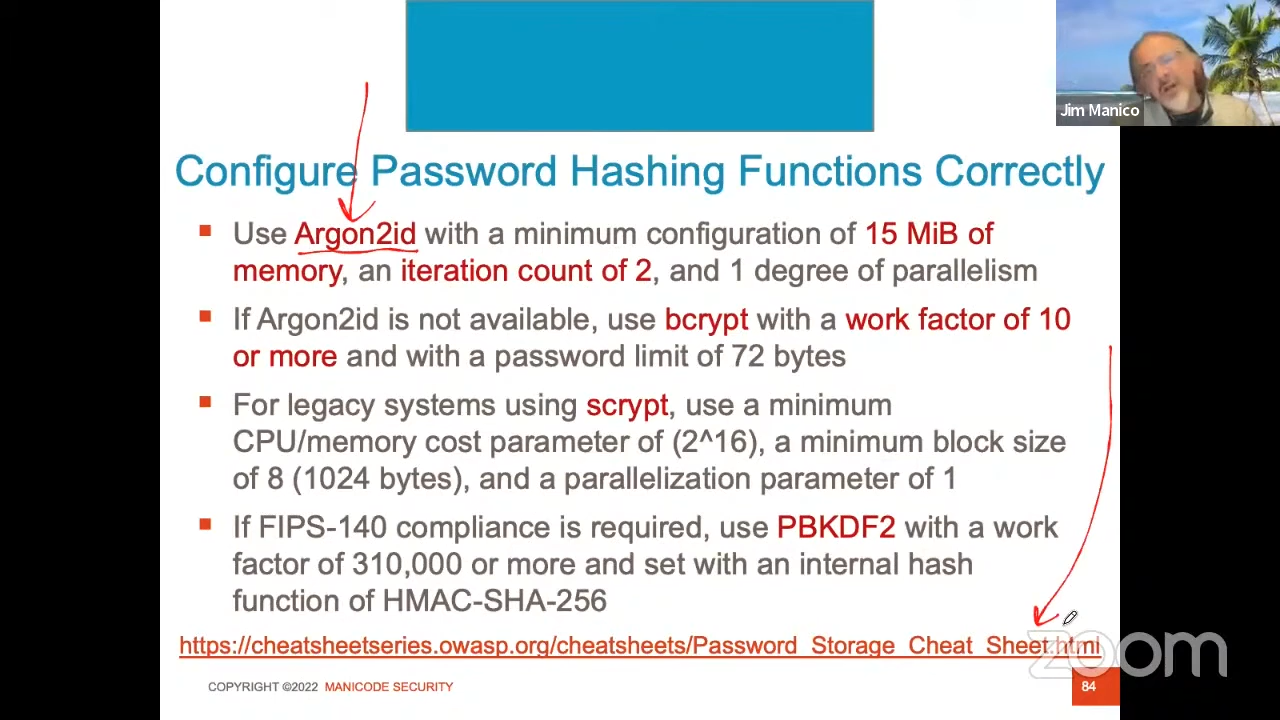 Jim Manico
Configure Password Hashing Functions Correctly
Use Argon2id with a minimum configuration of 15 MiB of
memory, an iteration count of 2, and 1 degree of parallelism
If Argon2id is not available, use bcrypt with a work factor of 10
or more and with a password limit of 72 bytes
For legacy systems using scrypt, use a minimum
CPU/memory cost parameter of (2^16), a minimum block size
of 8 (1024 bytes), and a parallelization parameter of 1
If FIPS-140 compliance is required, use PBKDF2 with a work
factor of 310,000 or more and set with an internal hash
function of HMAC-SHA-256
https://cheatsheetseries.owasp.org/cheatsheets/Password_Storage_Cheat_Sheet.html
zoom
COPYRIGHT ©2022 MANICODE SECURITY
84